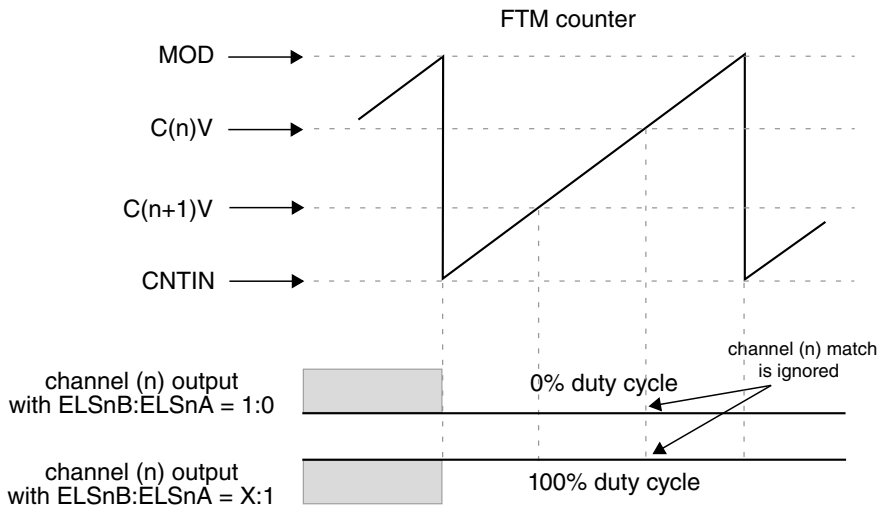 FTM counter
MOD
C(n)V
C(n+1)V
CNTIN
channel (n) match
is ignored
channel (n) output
with ELSnB:ELSnA = 1:0
0% duty cycle
channel (n) output
with ELSnB:ELSnA = X:1
100% duty cycle